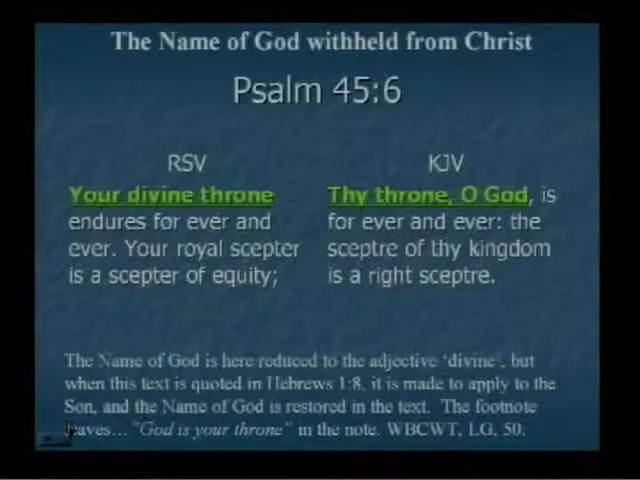 The Name of God withheld from Christ
Psalm 45:6
RSV
Your divine throne
endures for ever and
ever. Your royal scepter
is a scepter of equity;
KJV
Thy throne, O God, is
for ever and ever: the
sceptre of thy kingdom
is a right sceptre.
The Name of God is here reduced to the adjective 'divine', but
when this text is quoted in Hebrews 1:8, it is made to apply to the
Son, and the Name of God is restored in the text. The footnote
leaves... "God is your throne" in the note. WBCWT, LG, 50.